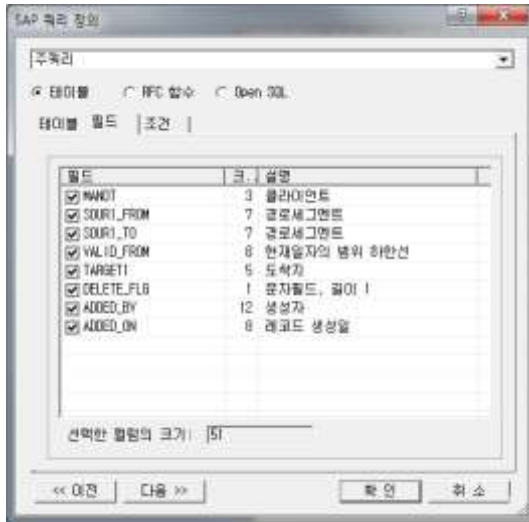 SAP 쿼리 정의
주쿼리
테이블 RFC 함수 Open SQL
테이블 필드 조건
필드 크. 설명
MANDT 3 클라이언트
SOUR1_FROM 7 경로세그먼트
SOUR1_TO 7 경로세그먼트
VALID_FROM 8 현재일자의 범위 하한선
TARGET1 5 도착지
DELETE_FLG 1 문자필드, 길이 1
ADDED_BY 12 생성자
ADDED_ON 8 레코드 생성일
선택한 컬럼의 크기: 51
<< 이전 다음 >> 확 인 취 소